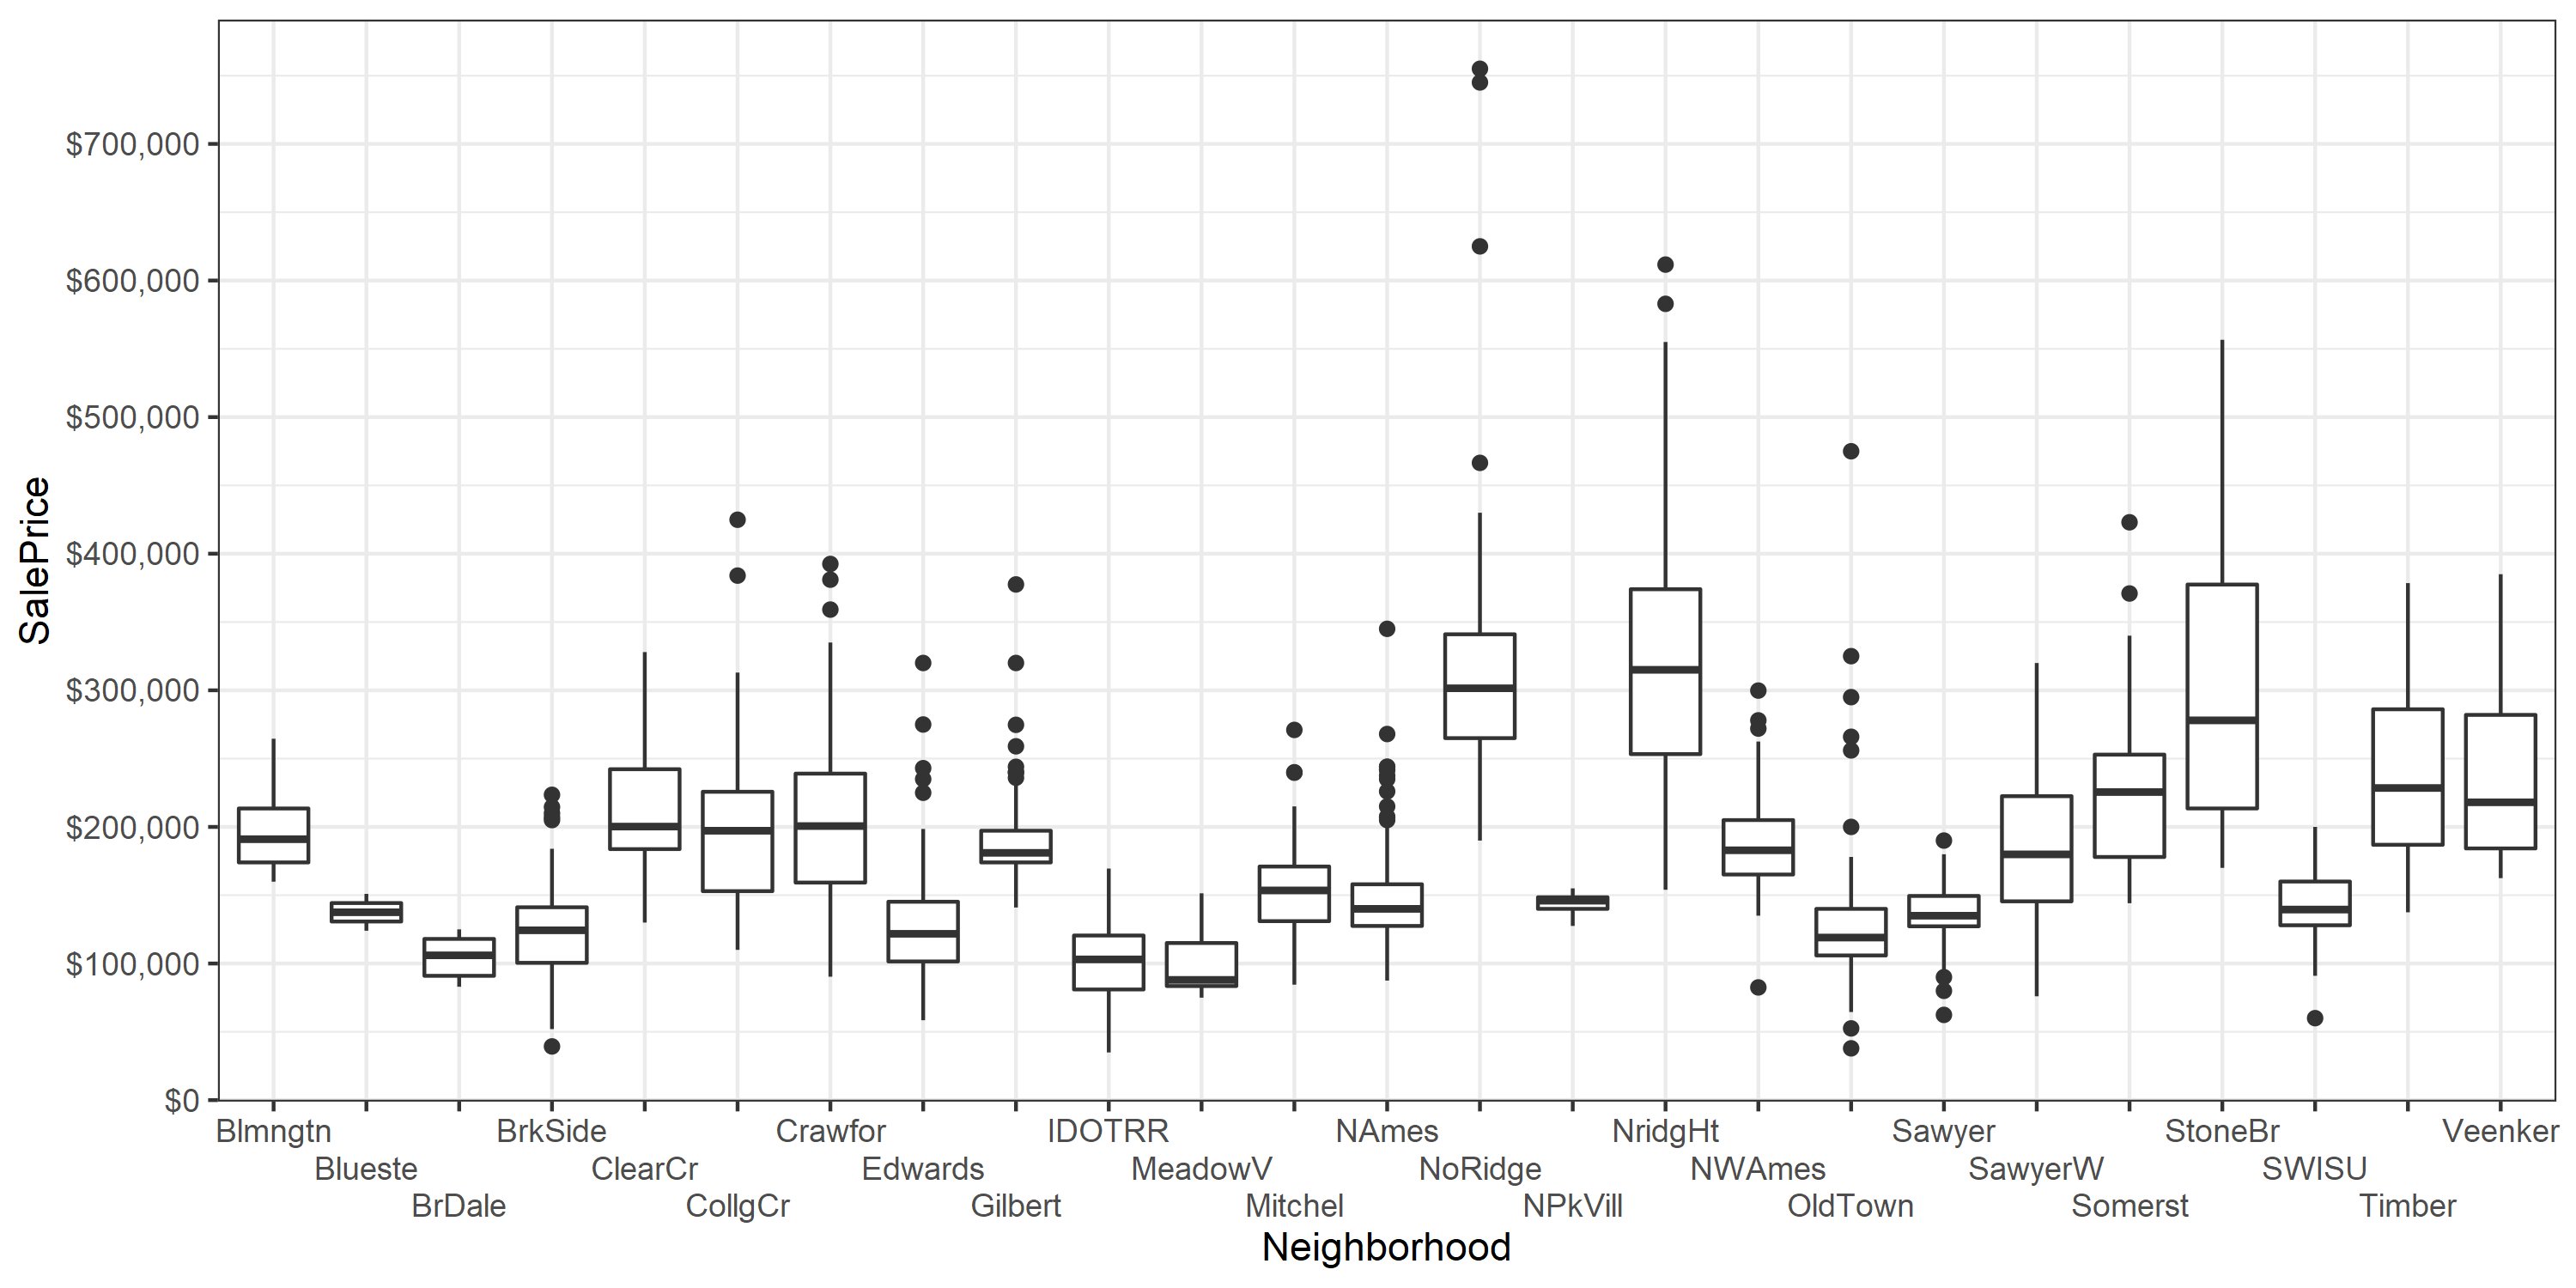 $700,000
$600,000
$500,000
$400,000
$300,000
$200,000
$100,000
$0
SalePrice
Blmngtn BrkSide Crawfor IDOTRR NAmes NridgHt Sawyer StoneBr Veenker
Blueste ClearCr Edwards MeadowV NoRidge NWAmes SawyerW SWISU
BrDale CollgCr Gilbert Mitchel NPkVill OldTown Somerst Timber
Neighborhood